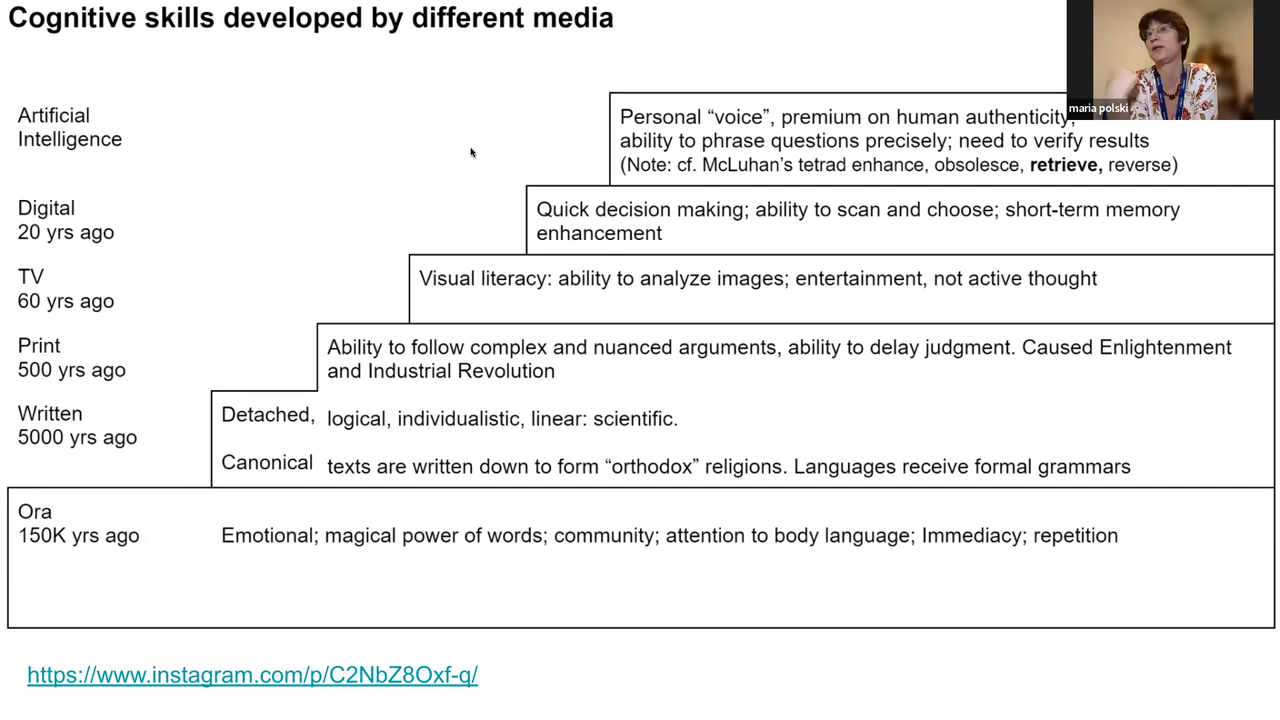 Cognitive skills developed by different media
maria polski
Artificial
Intelligence
Personal “voice”, premium on human authenticity;
ability to phrase questions precisely; need to verify results
(Note: cf. McLuhan’s tetrad enhance, obsolesce, retrieve, reverse)
Digital
20 yrs ago
Quick decision making; ability to scan and choose; short-term memory
enhancement
TV
60 yrs ago
Visual literacy: ability to analyze images; entertainment, not active thought
Print
500 yrs ago
Ability to follow complex and nuanced arguments, ability to delay judgment. Caused Enlightenment
and Industrial Revolution
Written
5000 yrs ago
Detached, logical, individualistic, linear: scientific.
Canonical texts are written down to form “orthodox” religions. Languages receive formal grammars
Ora
150K yrs ago
Emotional; magical power of words; community; attention to body language; Immediacy; repetition
https://www.instagram.com/p/C2NbZ8Oxf-q/